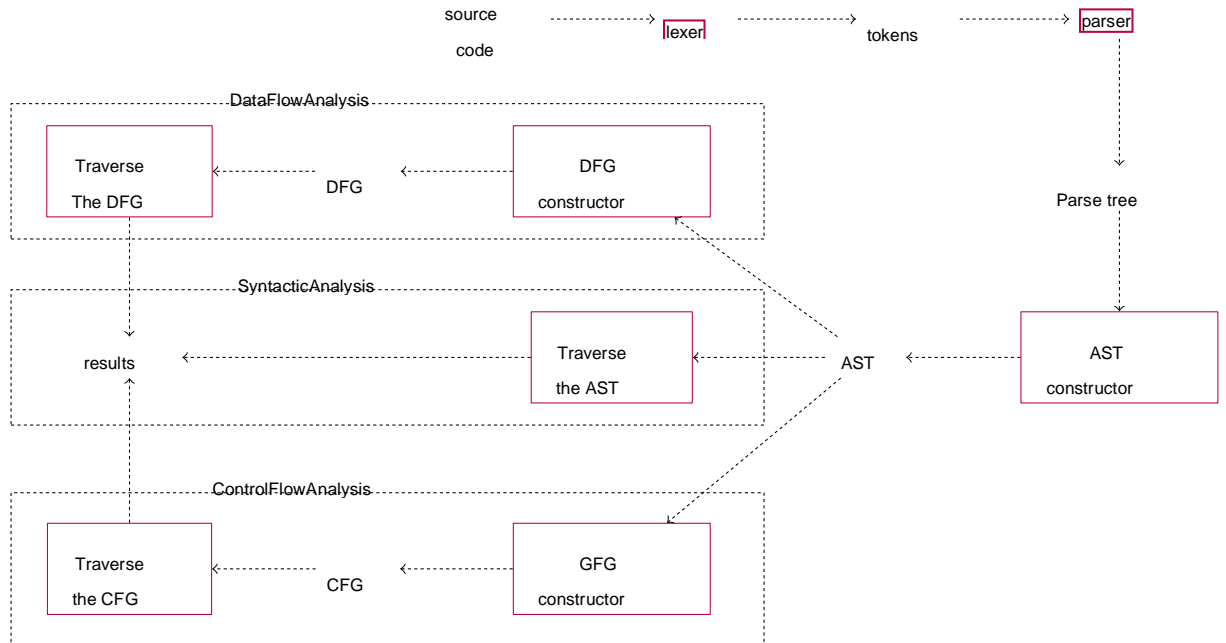 source
code
lexer
tokens
parser
DataFlowAnalysis
Traverse
The DFG
DFG
DFG
constructor
Parse tree
SyntacticAnalysis
results
Traverse
the AST
AST
AST
constructor
ControlFlowAnalysis
Traverse
the CFG
CFG
GFG
constructor